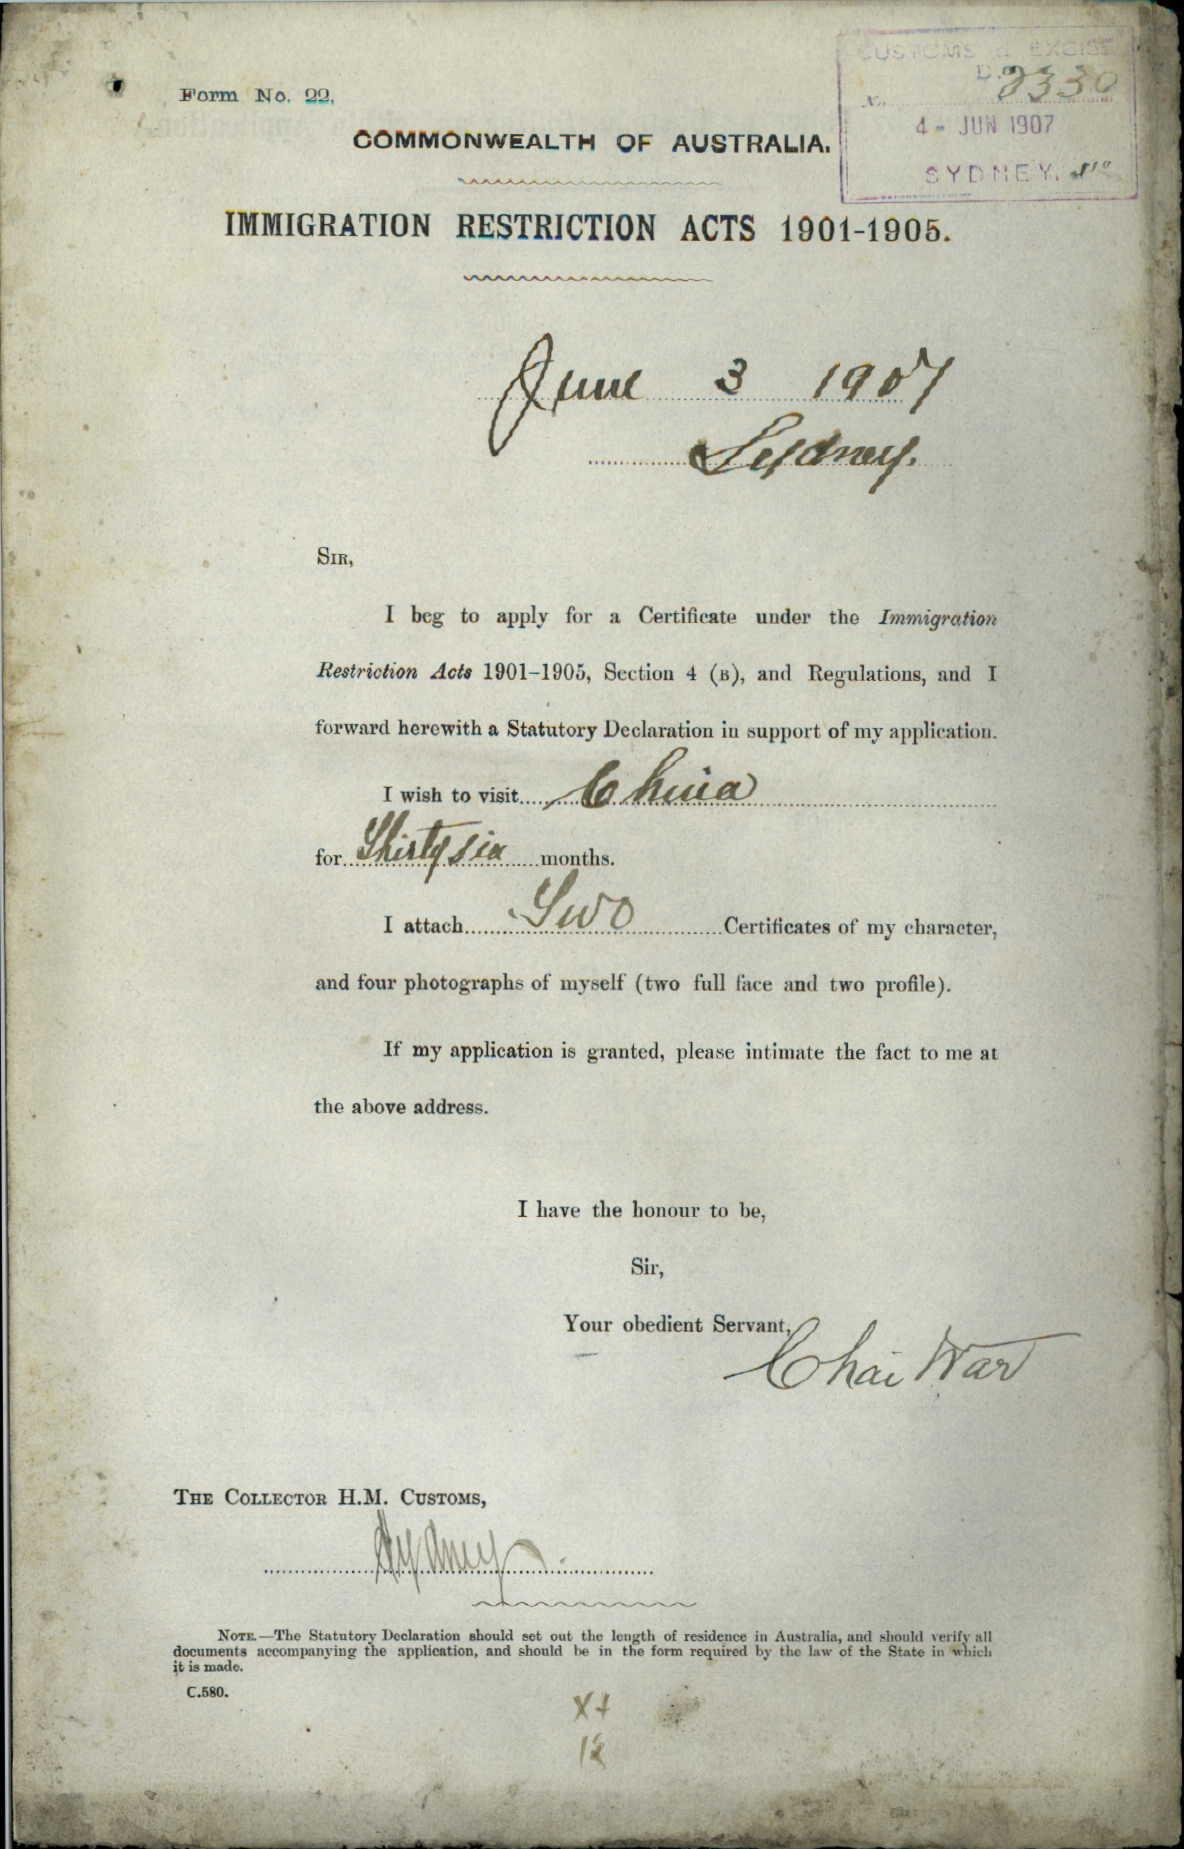 CUSTOMS & EXCISE
Form No. 22.
No. 2330
4 - JUN 1907
COMMONWEALTH OF AUSTRALIA.
SYDNEY.
IMMIGRATION RESTRICTION ACTS 1901-1905.
June 3 1907
Sydney.
SIR,
I beg to apply for a Certificate under the Immigration
Restriction Acts 1901-1905, Section 4 (B), and Regulations, and I
forward herewith a Statutory Declaration in support of my application.
I wish to visit China
for Thirty six months.
I attach Two Certificates of my character,
and four photographs of myself (two full face and two profile).
If my application is granted, please intimate the fact to me at
the above address.
I have the honour to be,
Sir,
Your obedient Servant,
Chai War
THE COLLECTOR H.M. CUSTOMS,
Sydney.
NOTE.—The Statutory Declaration should set out the length of residence in Australia, and should verify all
documents accompanying the application, and should be in the form required by the law of the State in which
it is made.
C.580.